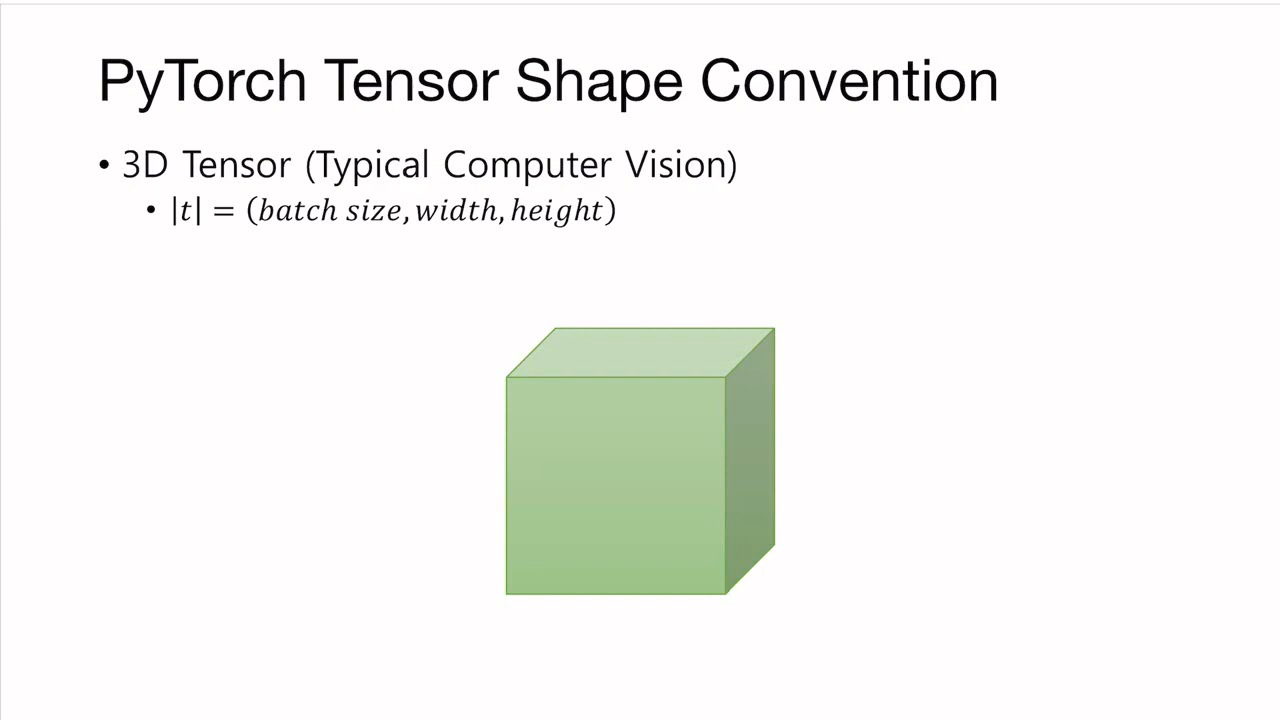 PyTorch Tensor Shape Convention
• 3D Tensor (Typical Computer Vision)
• |t| = (batch size, width, height)